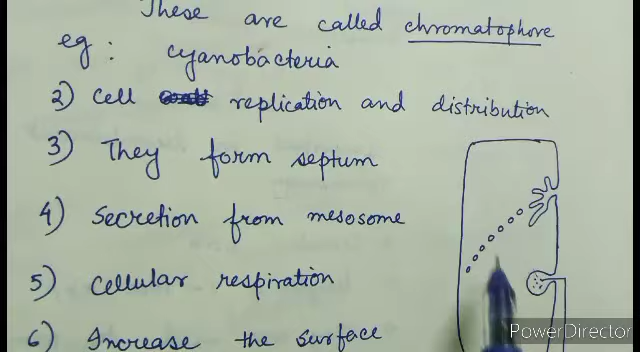 These are called chromatophore
eg: cyanobacteria
2) Cell replication and distribution
3) They form septum
4) Secretion from mesosome
5) Cellular respiration
6) Increase the surface
PowerDirector